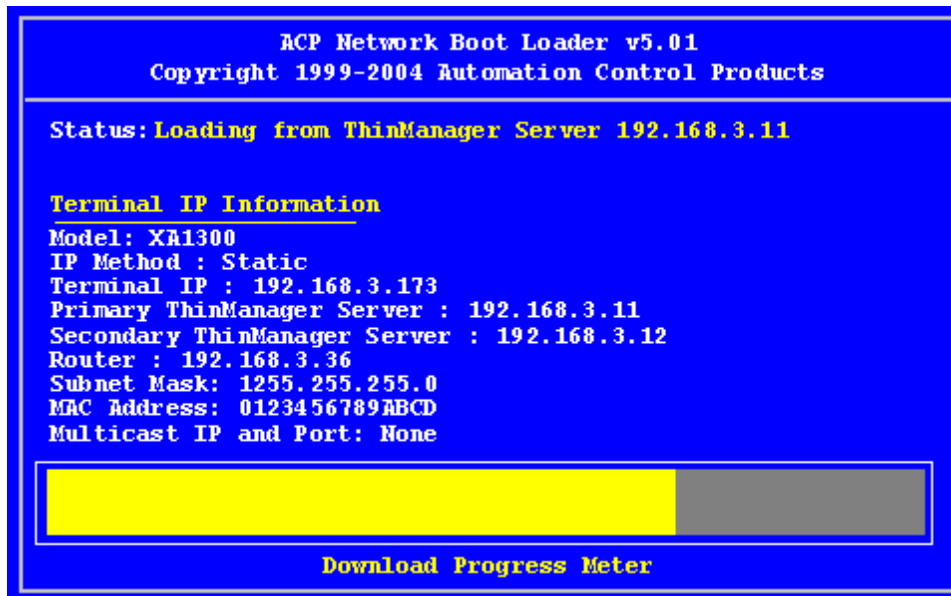 ACP Network Boot Loader v5.01
Copyright 1999-2004 Automation Control Products
Status:Loading from ThinManager Server 192.168.3.11
Terminal IP Information
Model: XA1300
IP Method : Static
Terminal IP : 192.168.3.173
Primary ThinManager Server : 192.168.3.11
Secondary ThinManager Server : 192.168.3.12
Router : 192.168.3.36
Subnet Mask: 1255.255.255.0
MAC Address: 0123456789ABCD
Multicast IP and Port: None
Download Progress Meter